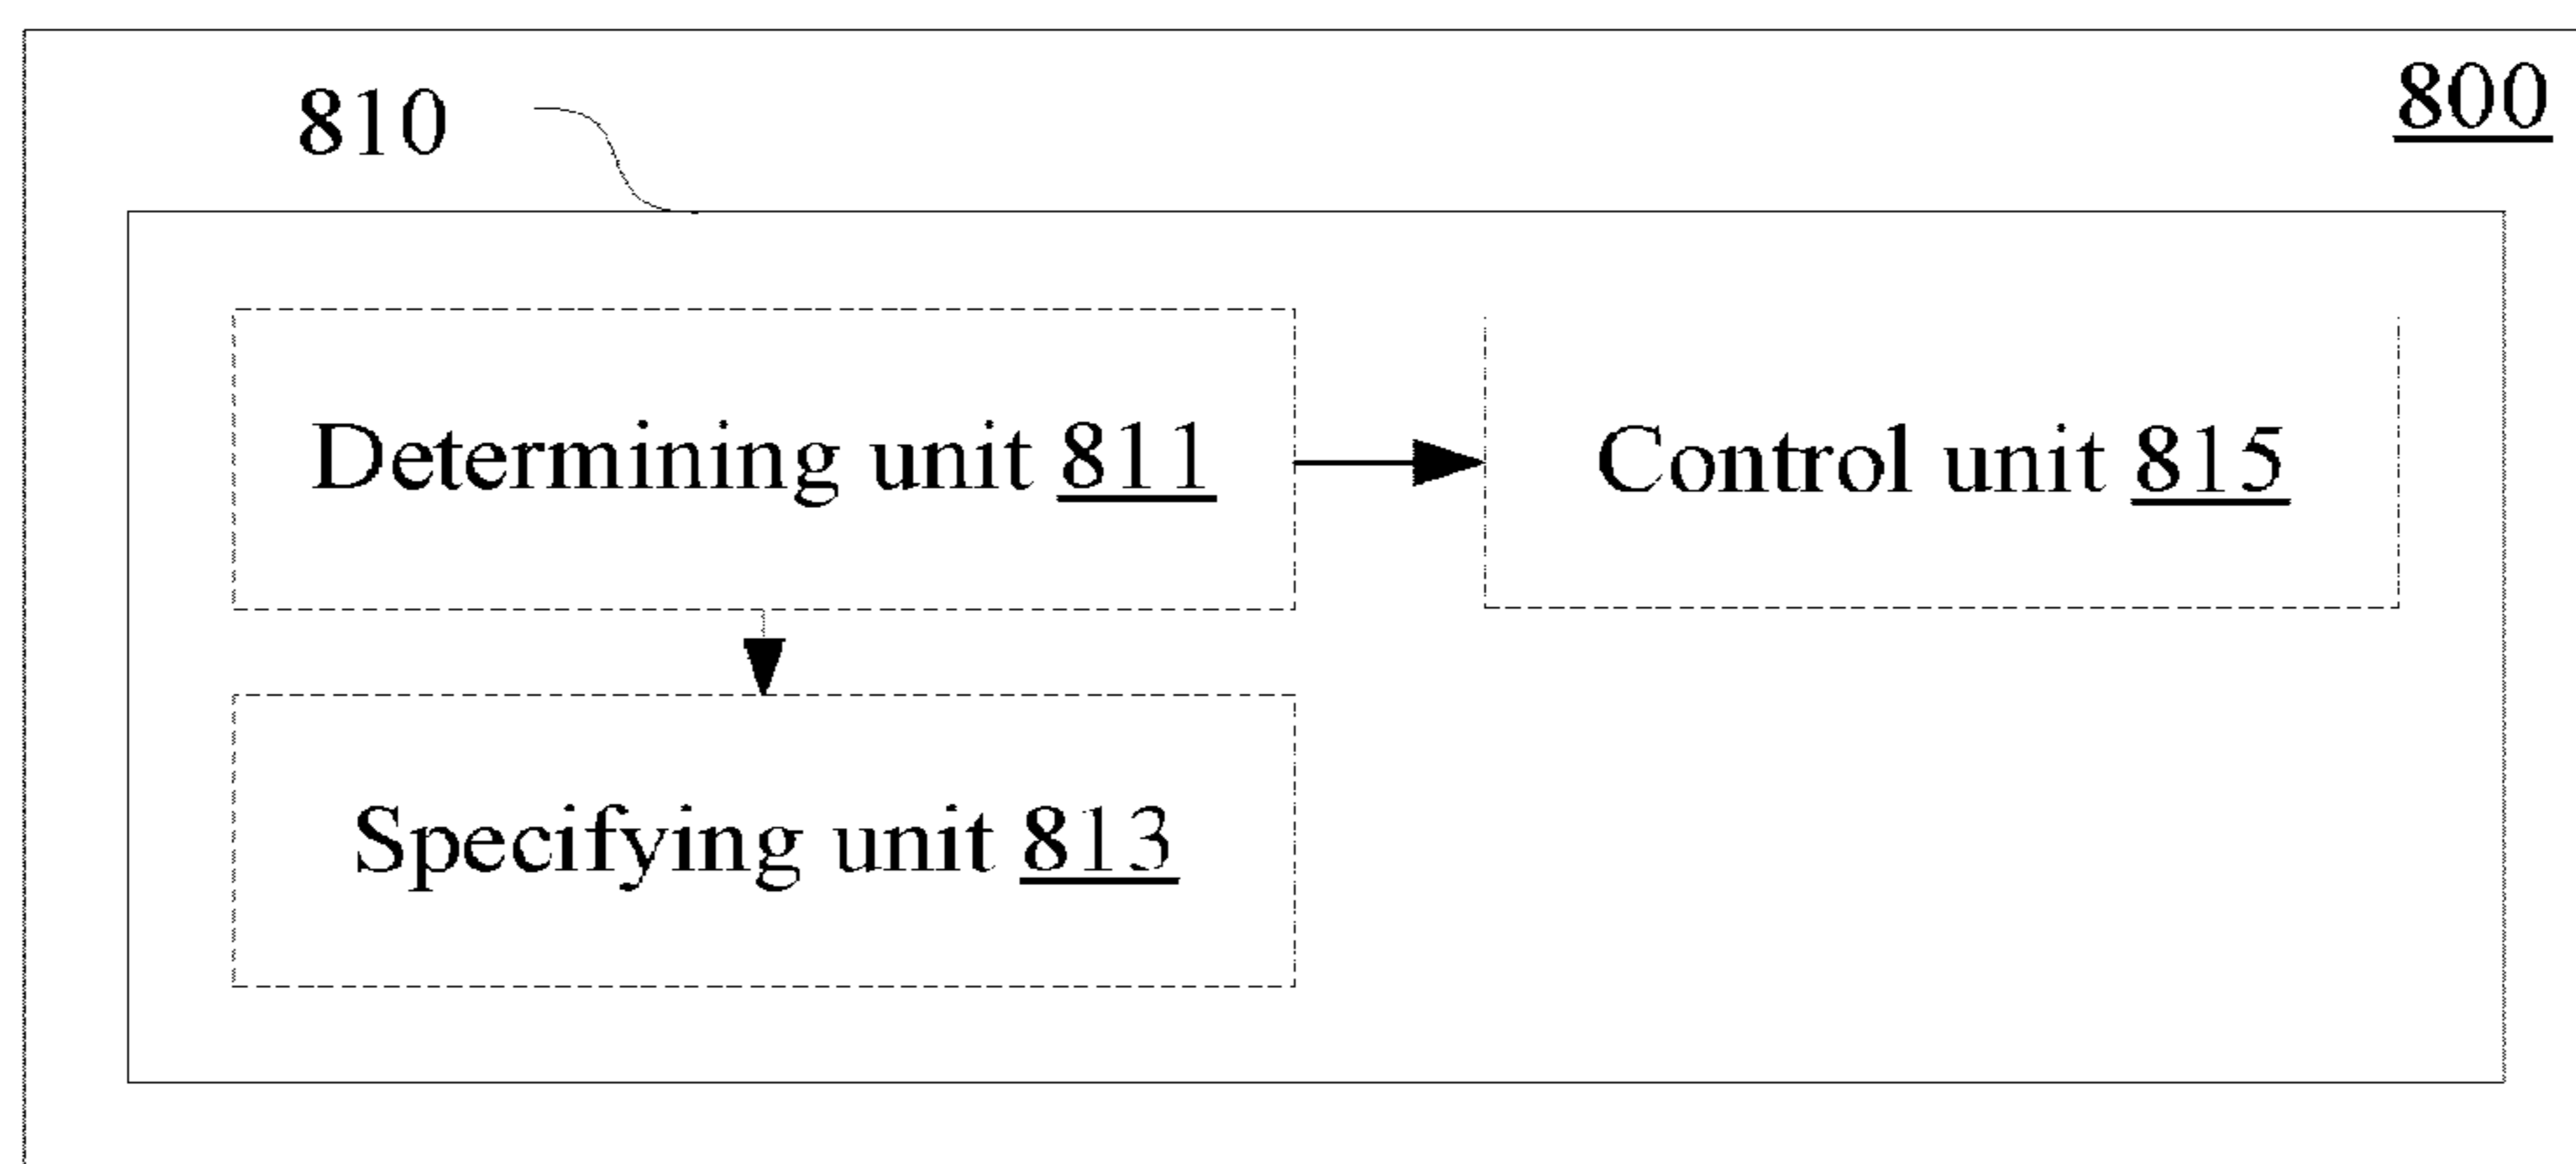 810
800
Determining unit 811
Control unit 815
Specifying unit 813